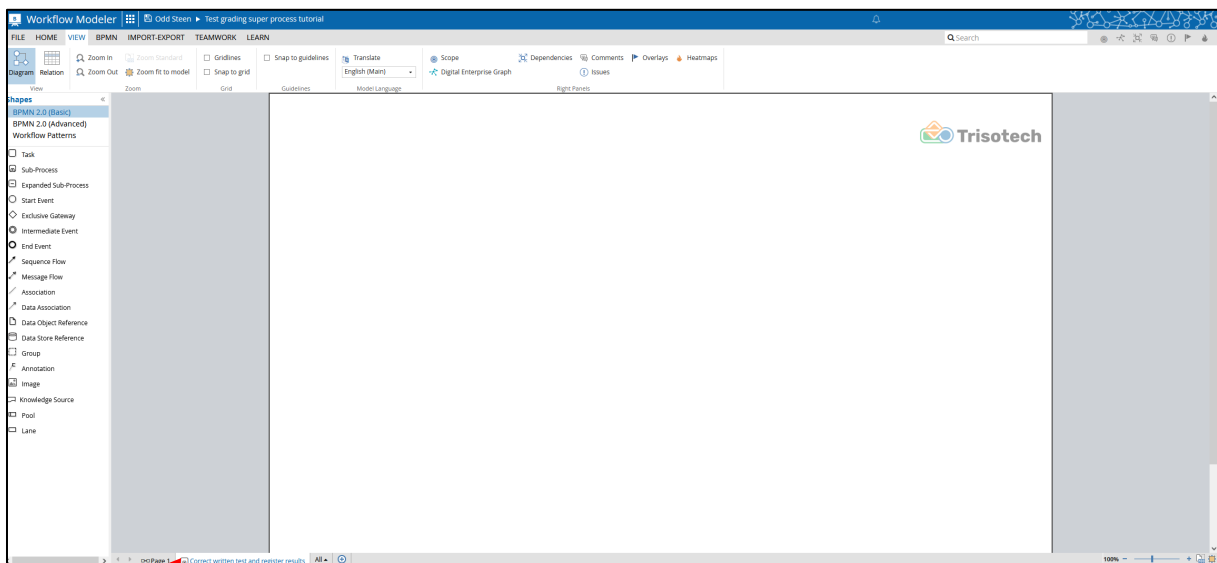 Workflow Modeler Odd Steen ▶ Test grading super process tutorial
FILE HOME VIEW BPMN IMPORT-EXPORT TEAMWORK LEARN Search
Diagram Relation Zoom In Zoom Standard Gridlines Snap to guidelines Translate Scope Dependencies Comments Overlays Heatmaps
Zoom Out Zoom fit to model Snap to grid English (Main) Digital Enterprise Graph Issues
View Zoom Grid Guidelines Model Language Right Panels
Shapes «
BPMN 2.0 (Basic)
BPMN 2.0 (Advanced)
Workflow Patterns
Trisotech
Task
Sub-Process
Expanded Sub-Process
Start Event
Exclusive Gateway
Intermediate Event
End Event
Sequence Flow
Message Flow
Association
Data Association
Data Object Reference
Data Store Reference
Group
Annotation
Image
Knowledge Source
Pool
Lane
Page 1 Correct written test and register results All 100% − +